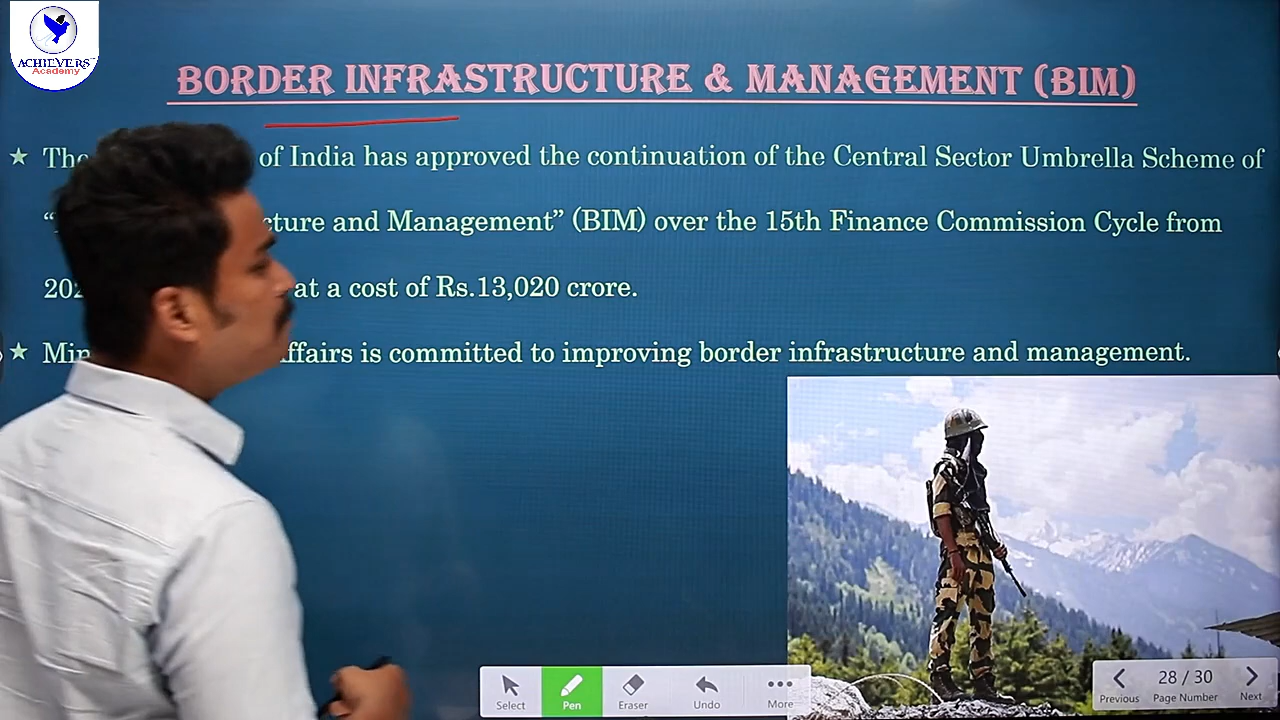 ACHIEVERS
Academy
BORDER INFRASTRUCTURE & MANAGEMENT (BIM)
of India has approved the continuation of the Central Sector Umbrella Scheme of
and Management” (BIM) over the 15th Finance Commission Cycle from
at a cost of Rs.13,020 crore.
is committed to improving border infrastructure and management.
Select
Pen
Eraser
Undo
More
Previous
28 / 30
Page Number
Next